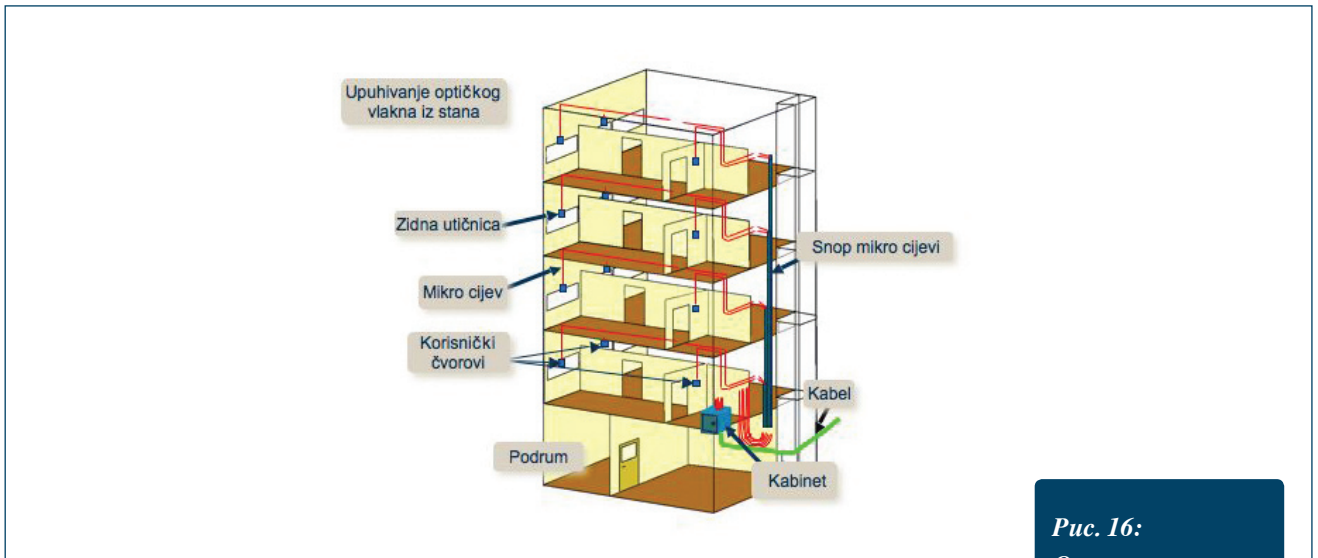 Upuhivanje optičkog
vlakna iz stana
Zidna utičnica
Snop mikro cijevi
Mikro cijev
Korisnički
čvorovi
Kabel
Podrum
Kabinet
Рис. 16: